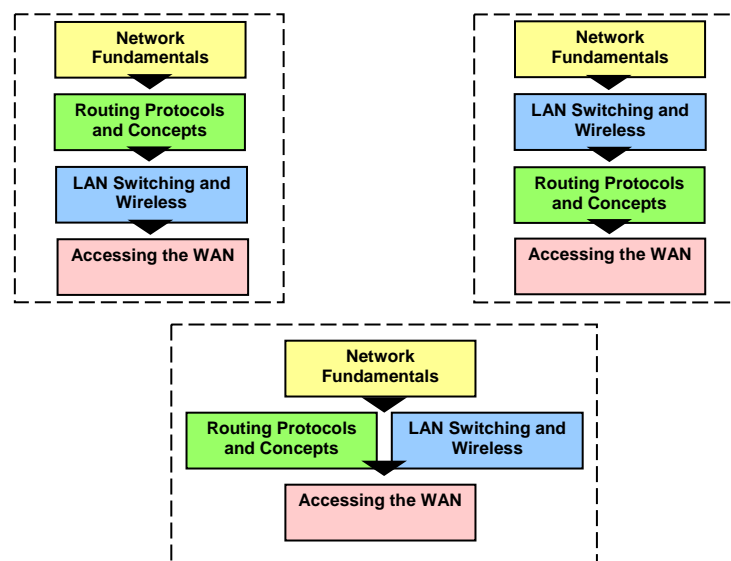 Network
Fundamentals
Routing Protocols
and Concepts
LAN Switching and
Wireless
Accessing the WAN
Network
Fundamentals
LAN Switching and
Wireless
Routing Protocols
and Concepts
Accessing the WAN
Network
Fundamentals
Routing Protocols
and Concepts
LAN Switching and
Wireless
Accessing the WAN